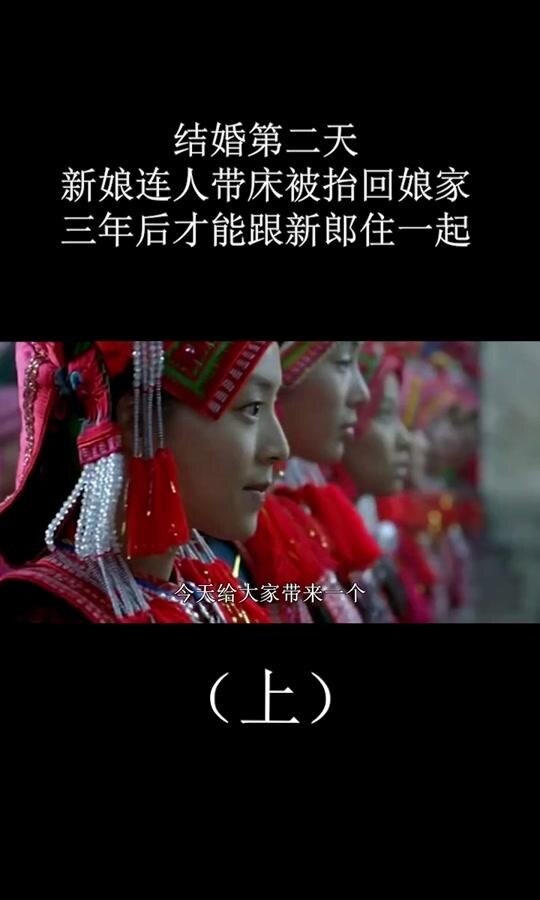 结婚第二天
新娘连人带床被抬回娘家
三年后才能跟新郎住一起
今天给大家带来一个
（上）